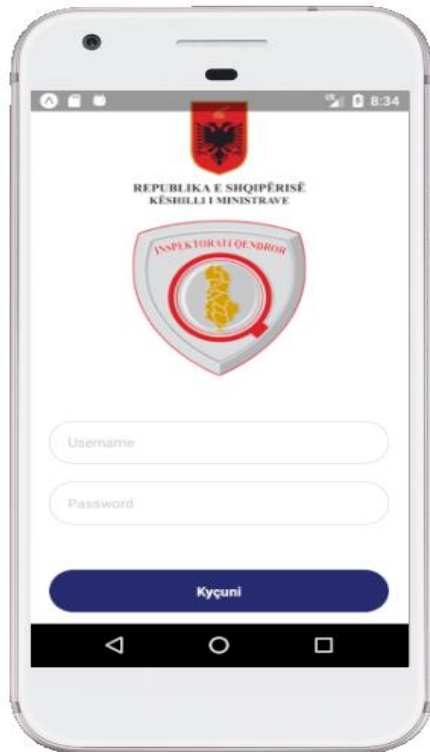 8:34
REPUBLIKA E SHQIPËRISË
KËSHILLI I MINISTRAVE
INSPEKTORATI QENDROR
Username
Password
Kyçuni